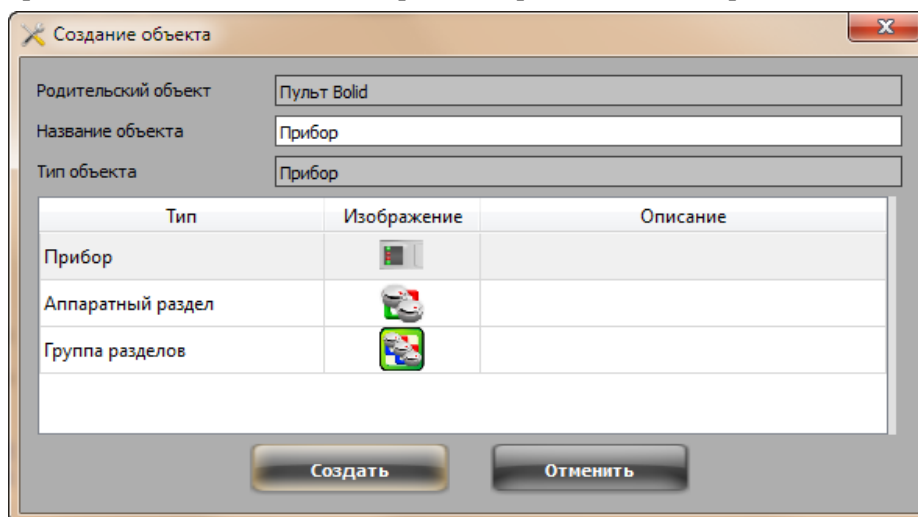 Создание объекта
Родительский объект Пульт Bolid
Название объекта Прибор
Тип объекта Прибор
Тип Изображение Описание
Прибор
Аппаратный раздел
Группа разделов
Создать Отменить